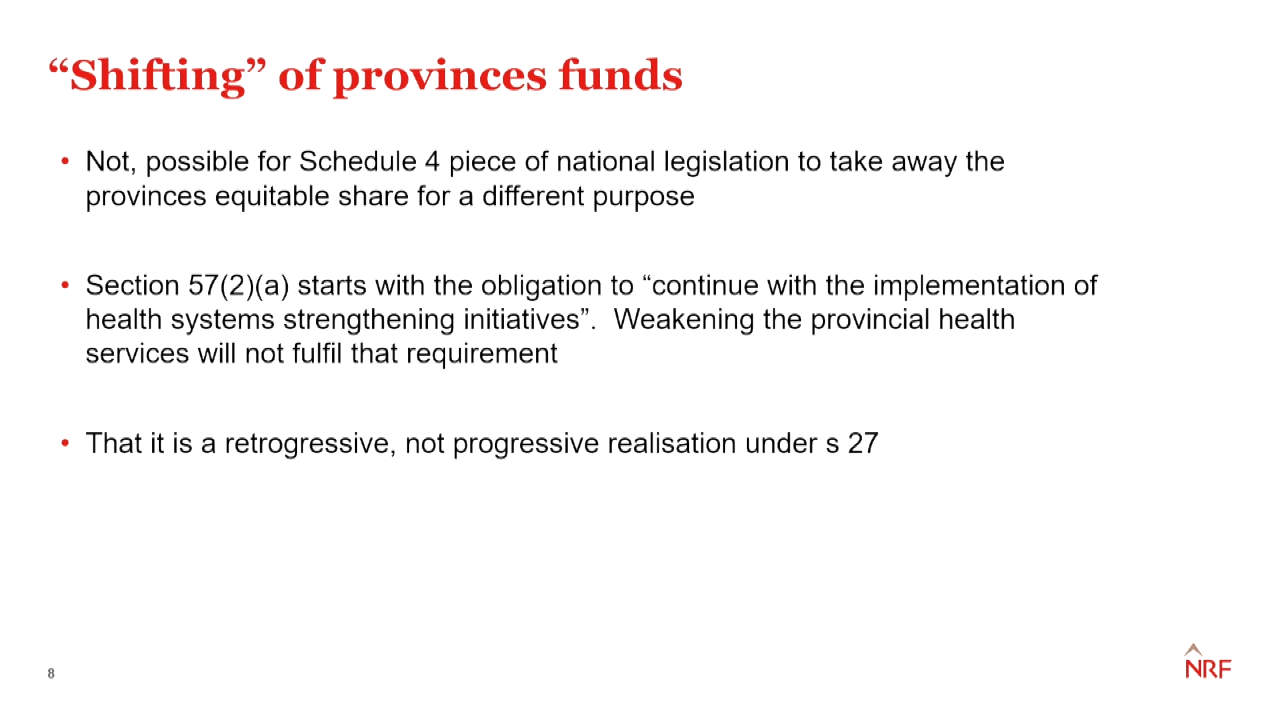 “Shifting” of provinces funds
• Not, possible for Schedule 4 piece of national legislation to take away the
provinces equitable share for a different purpose
• Section 57(2)(a) starts with the obligation to “continue with the implementation of
health systems strengthening initiatives”.  Weakening the provincial health
services will not fulfil that requirement
• That it is a retrogressive, not progressive realisation under s 27
8
NRF